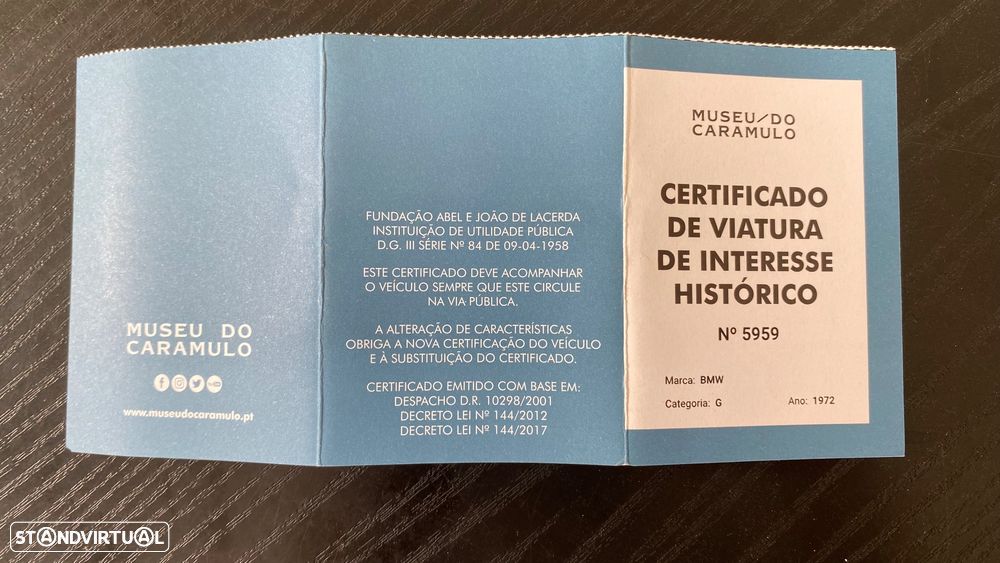 MUSEU DO
CARAMULO
www.museudocaramulo.pt
FUNDAÇÃO ABEL E JOÃO DE LACERDA
INSTITUIÇÃO DE UTILIDADE PÚBLICA
D.G. III SÉRIE Nº 84 DE 09-04-1958
ESTE CERTIFICADO DEVE ACOMPANHAR
O VEÍCULO SEMPRE QUE ESTE CIRCULE
NA VIA PÚBLICA.
A ALTERAÇÃO DE CARACTERÍSTICAS
OBRIGA A NOVA CERTIFICAÇÃO DO VEÍCULO
E À SUBSTITUIÇÃO DO CERTIFICADO.
CERTIFICADO EMITIDO COM BASE EM:
DESPACHO D.R. 10298/2001
DECRETO LEI Nº 144/2012
DECRETO LEI Nº 144/2017
MUSEU/DO
CARAMULO
CERTIFICADO
DE VIATURA
DE INTERESSE
HISTÓRICO
Nº 5959
Marca: BMW
Categoria: G Ano: 1972
STANDVIRTUAL